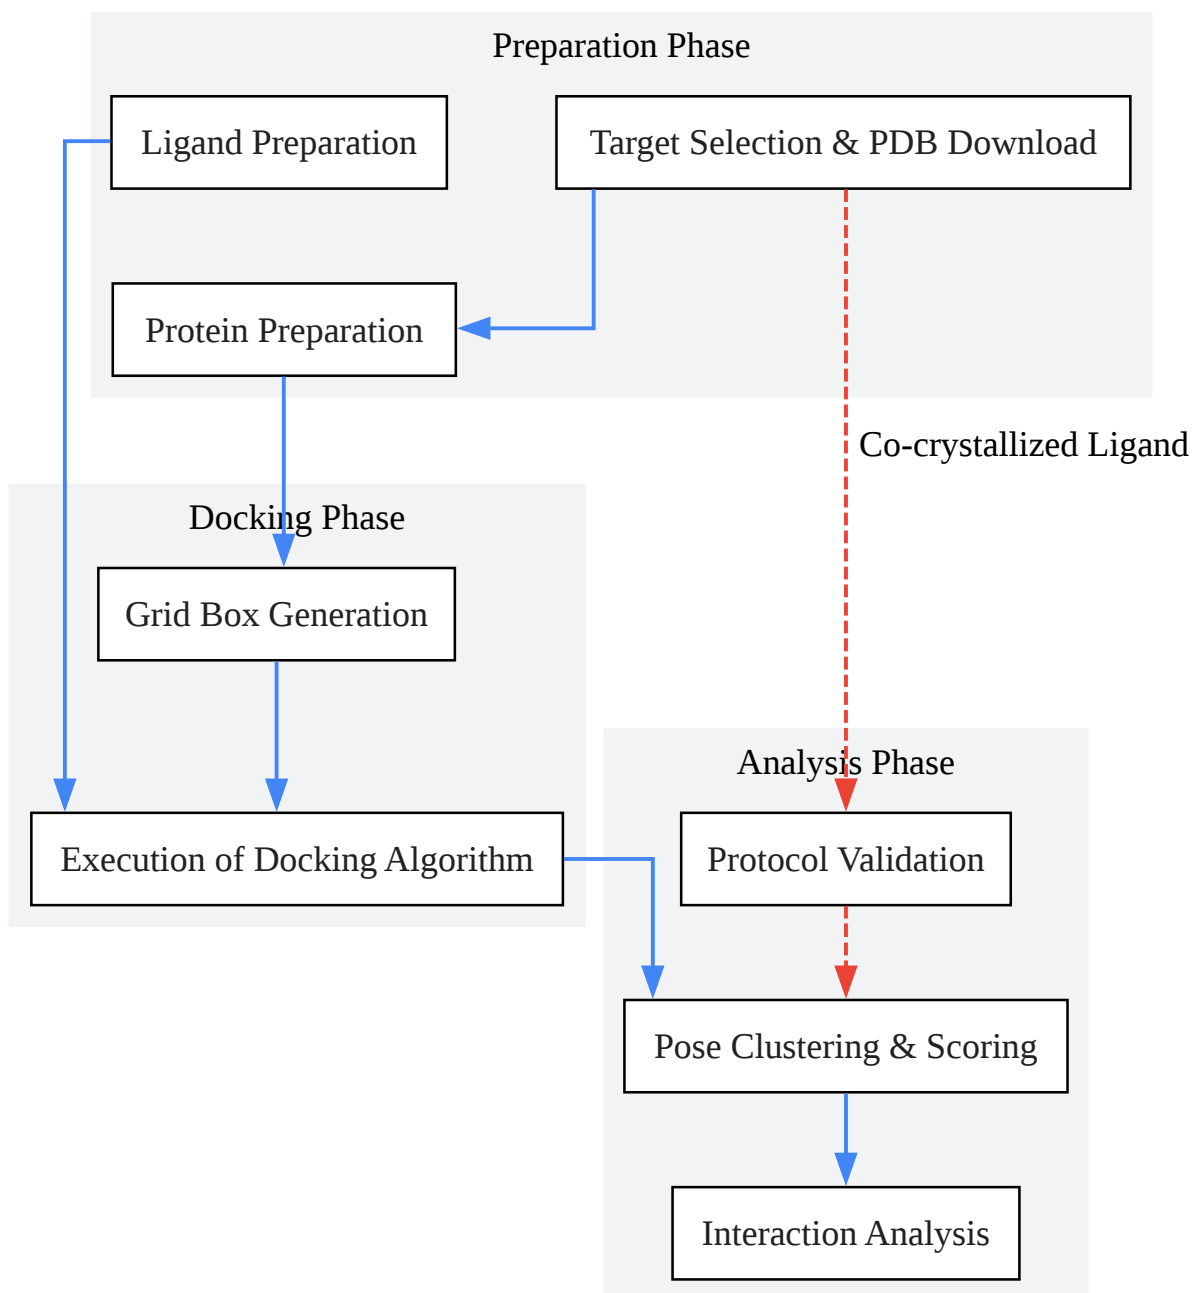 Preparation Phase
Ligand Preparation
Target Selection & PDB Download
Protein Preparation
Co-crystallized Ligand
Docking Phase
Grid Box Generation
Execution of Docking Algorithm
Analysis Phase
Protocol Validation
Pose Clustering & Scoring
Interaction Analysis